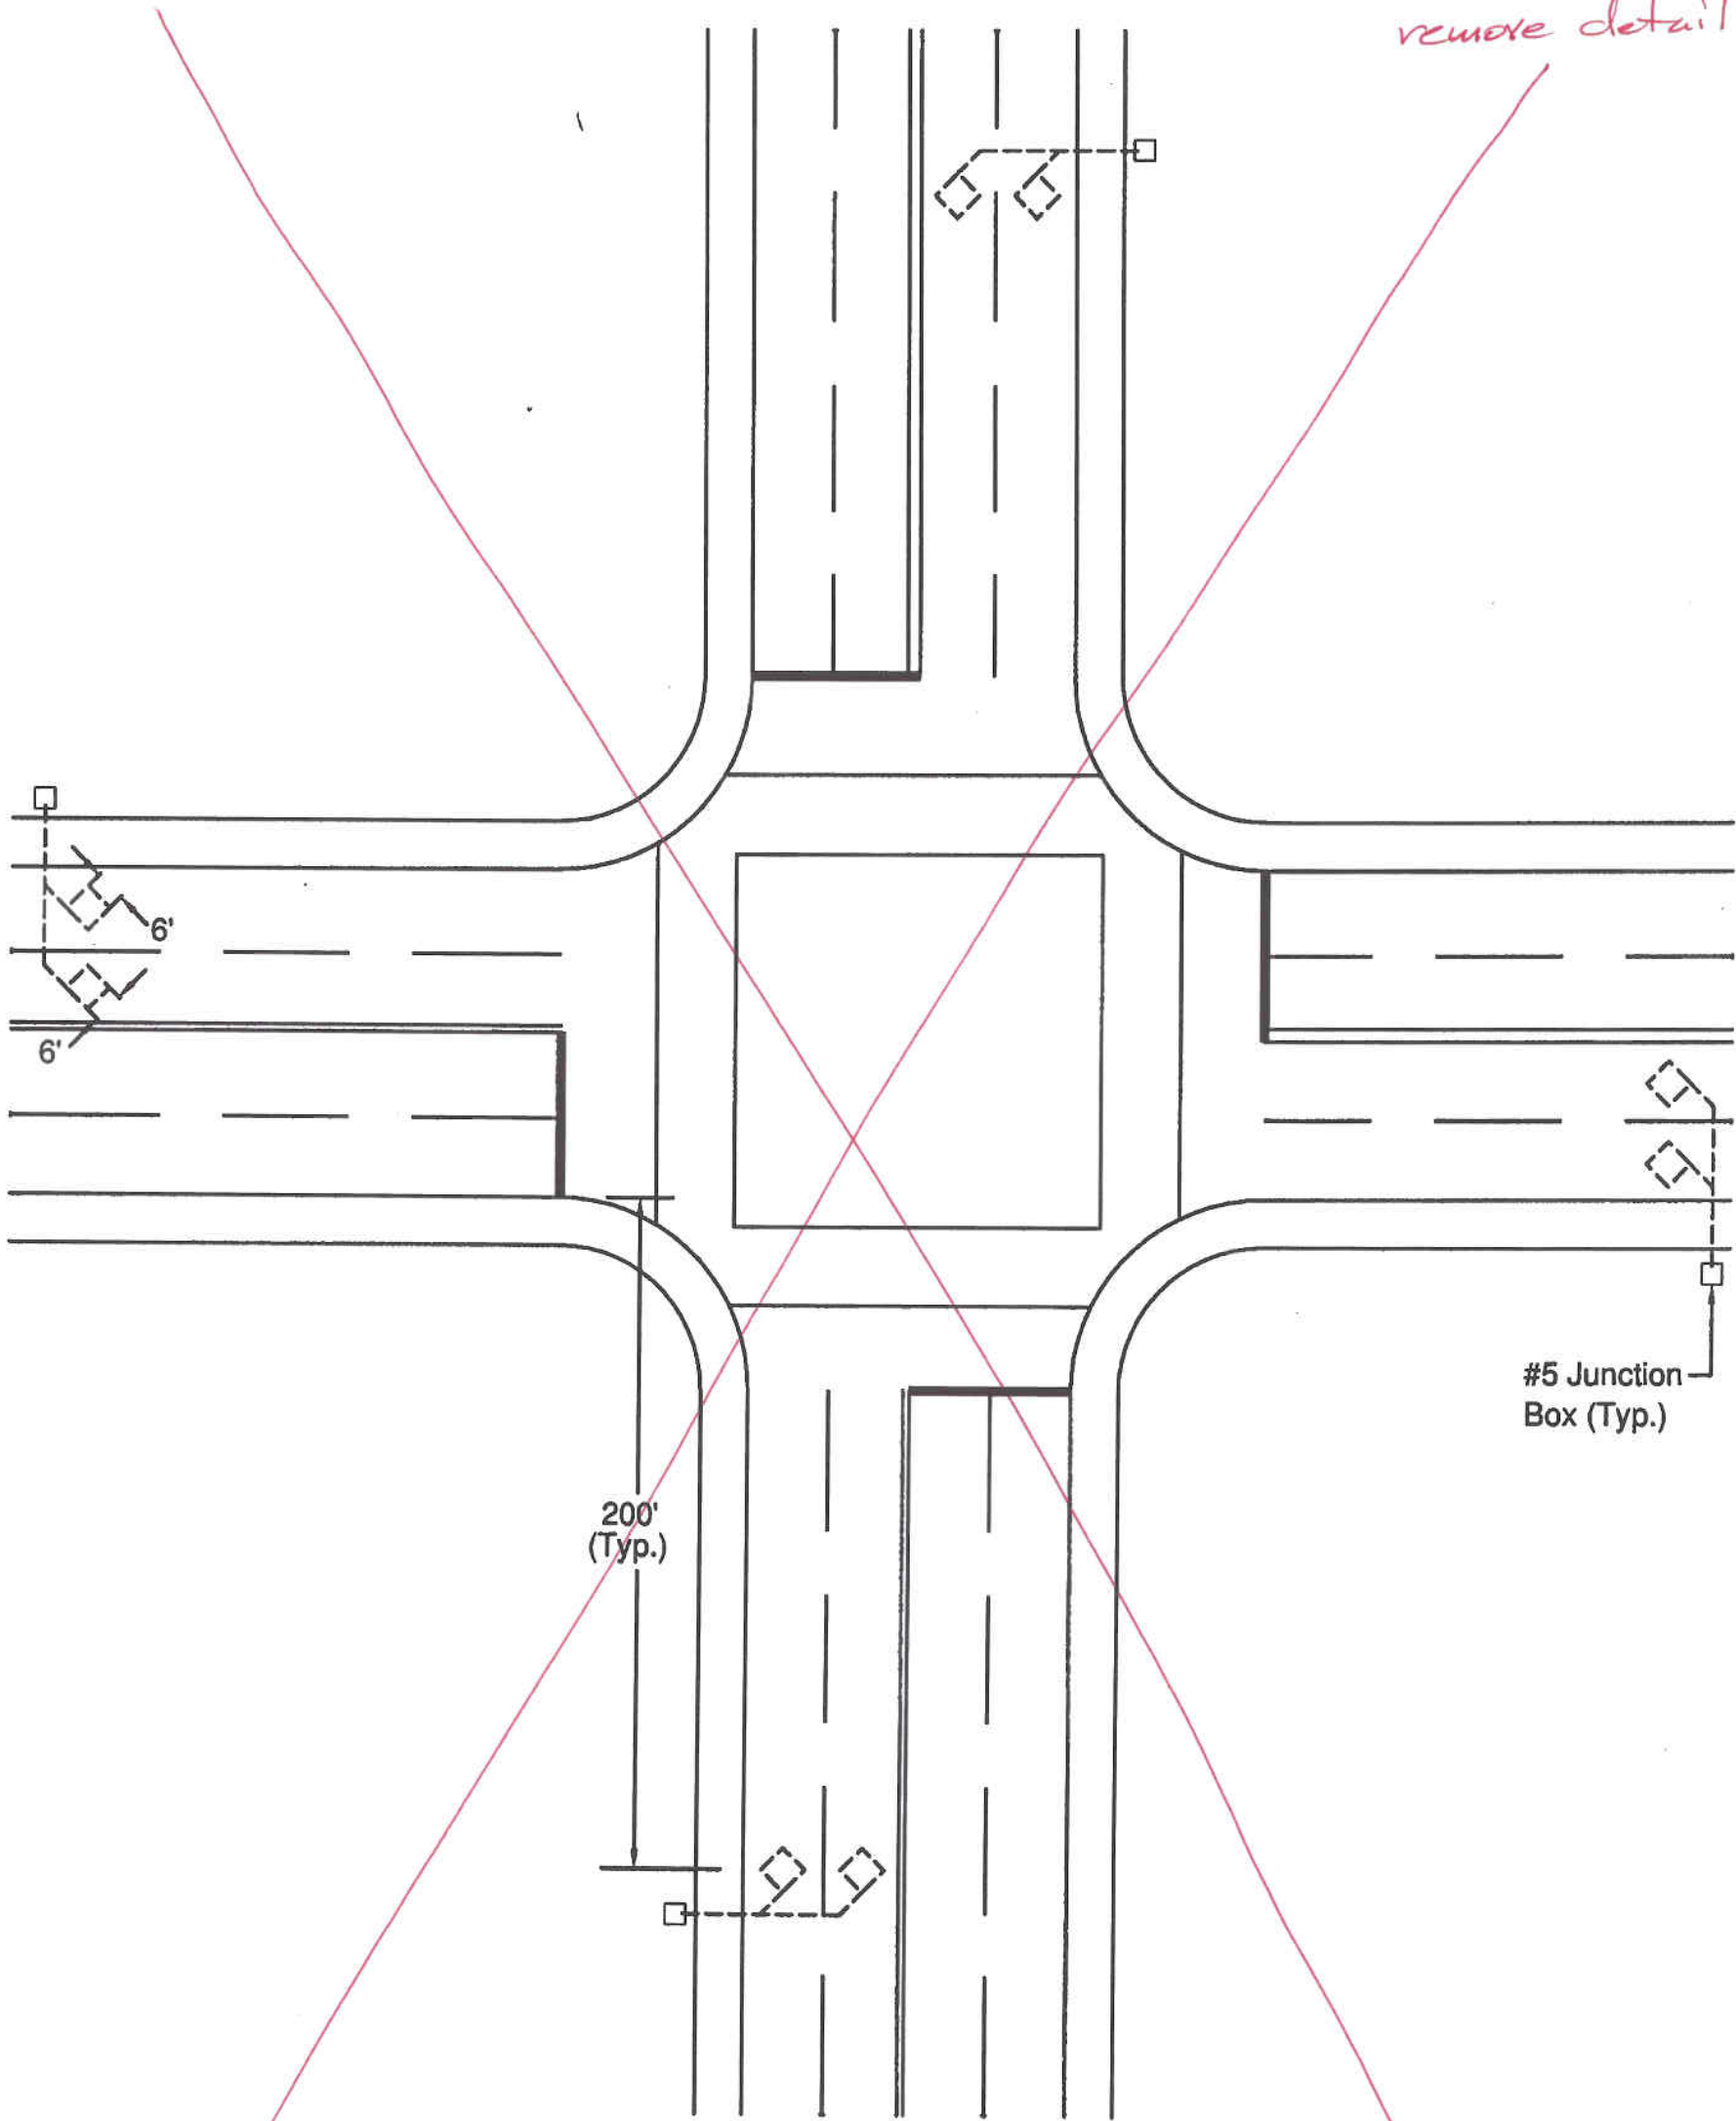 remove detail
6'
6'
#5 Junction
Box (Typ.)
200'
(Typ.)